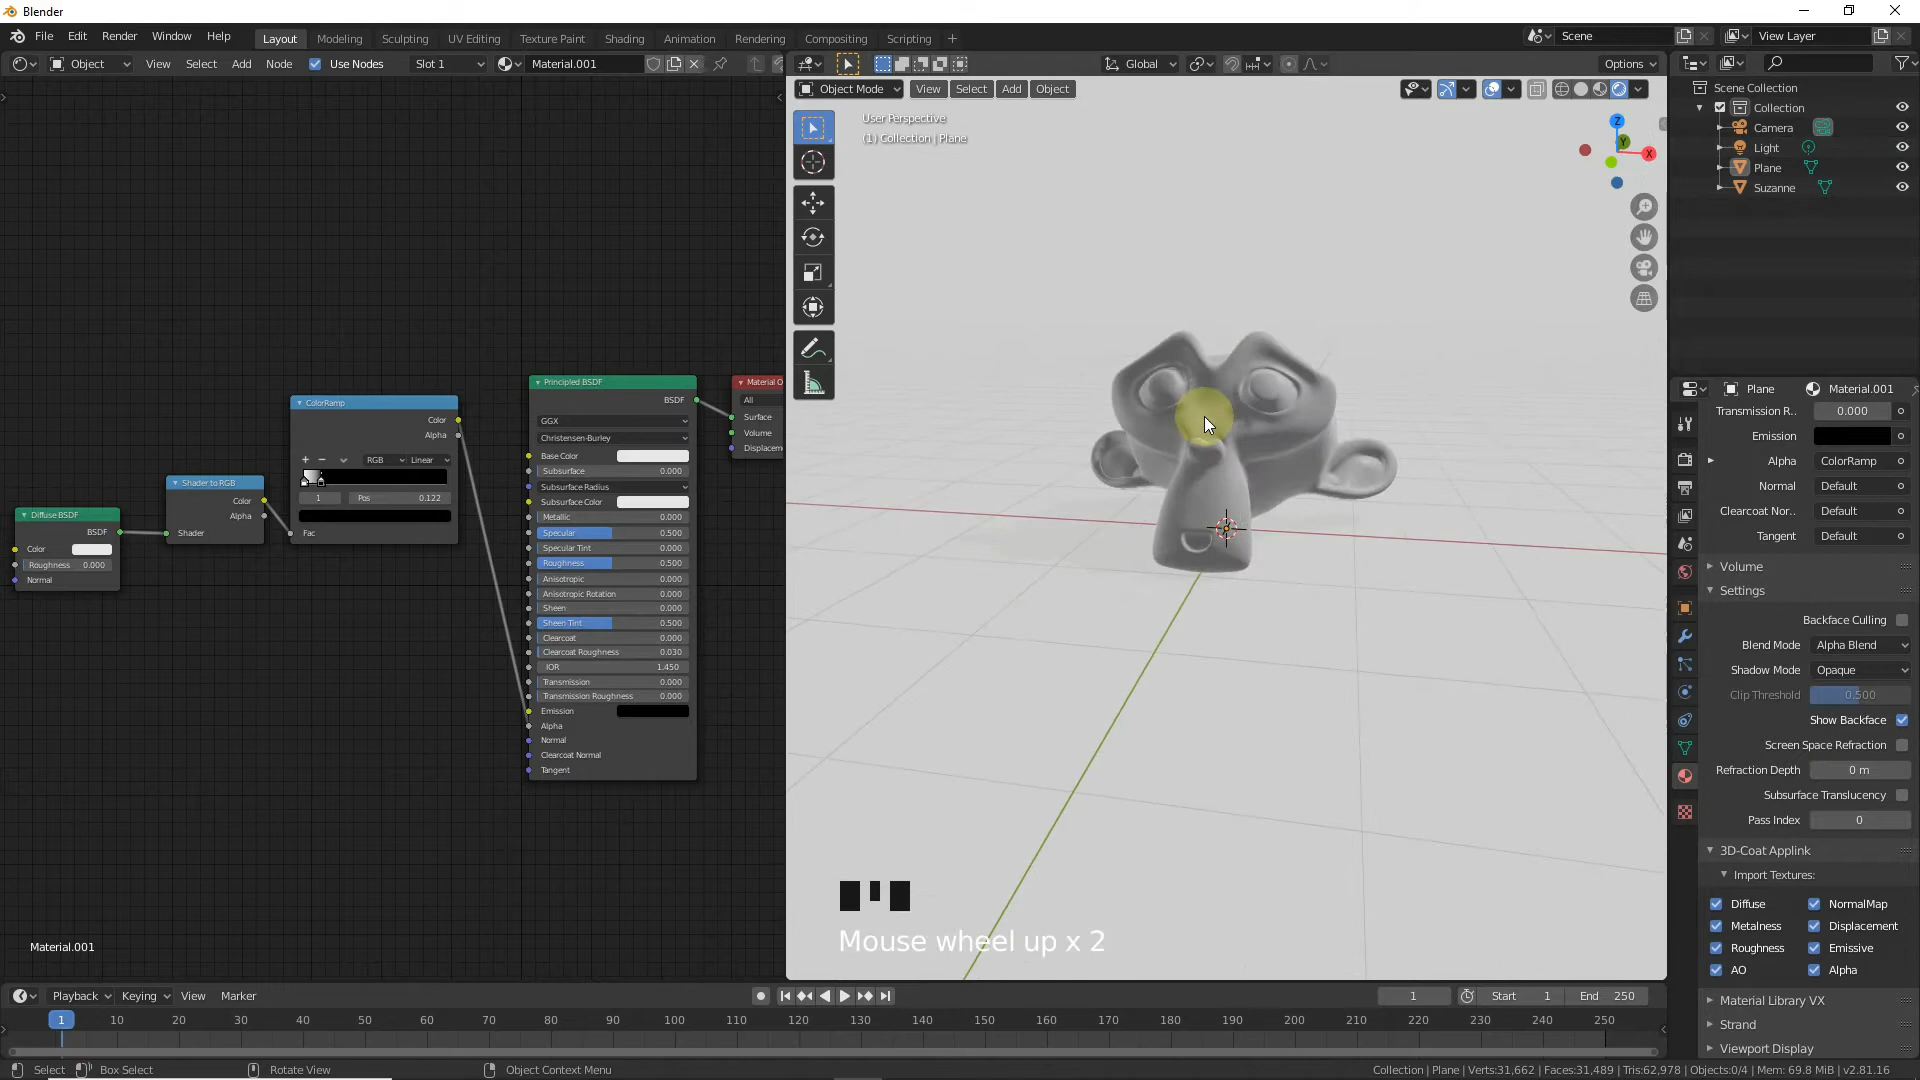 Blender
File Edit Render Window Help Layout Modeling Sculpting UV Editing Texture Paint Shading Animation Rendering Compositing Scripting Scene View Layer
Object View Select Add Node Use Nodes Slot 1 Material.001 Global Options
Object Mode View Select Add Object
User Perspective
(1) Collection | Plane
Z
Y
X
Scene Collection
Collection
Camera
Light
Plane
Suzanne
Diffuse BSDF
BSDF
Color
Roughness 0.000
Normal
Shader to RGB
Color
Alpha
Shader
ColorRamp
Color
Alpha
RGB Linear
1 Pos 0.122
Fac
Principled BSDF
BSDF
GGX
Christensen-Burley
Base Color
Subsurface 0.000
Subsurface Radius
Subsurface Color
Metallic 0.000
Specular 0.500
Specular Tint 0.000
Roughness 0.500
Anisotropic 0.000
Anisotropic Rotation 0.000
Sheen 0.000
Sheen Tint 0.500
Clearcoat 0.000
Clearcoat Roughness 0.030
IOR 1.450
Transmission 0.000
Transmission Roughness 0.000
Emission
Alpha
Normal
Clearcoat Normal
Tangent
Material O
All
Surface
Volume
Displacem
Material.001
Mouse wheel up x 2
Plane Material.001
Transmission R.. 0.000
Emission
Alpha ColorRamp
Normal Default
Clearcoat Nor.. Default
Tangent Default
Volume
Settings
Backface Culling
Blend Mode Alpha Blend
Shadow Mode Opaque
Clip Threshold 0.500
Show Backface
Screen Space Refraction
Refraction Depth 0 m
Subsurface Translucency
Pass Index 0
3D-Coat Applink
Import Textures:
Diffuse NormalMap
Metalness Displacement
Roughness Emissive
AO Alpha
Material Library VX
Strand
Viewport Display
Playback Keying View Marker 1 Start 1 End 250
1 10 20 30 40 50 60 70 80 90 100 110 120 130 140 150 160 170 180 190 200 210 220 230 240 250
Select Box Select Rotate View Object Context Menu Collection | Plane | Verts:31,662 | Faces:31,489 | Tris:62,978 | Objects:0/4 | Mem: 69.8 MiB | v2.81.16